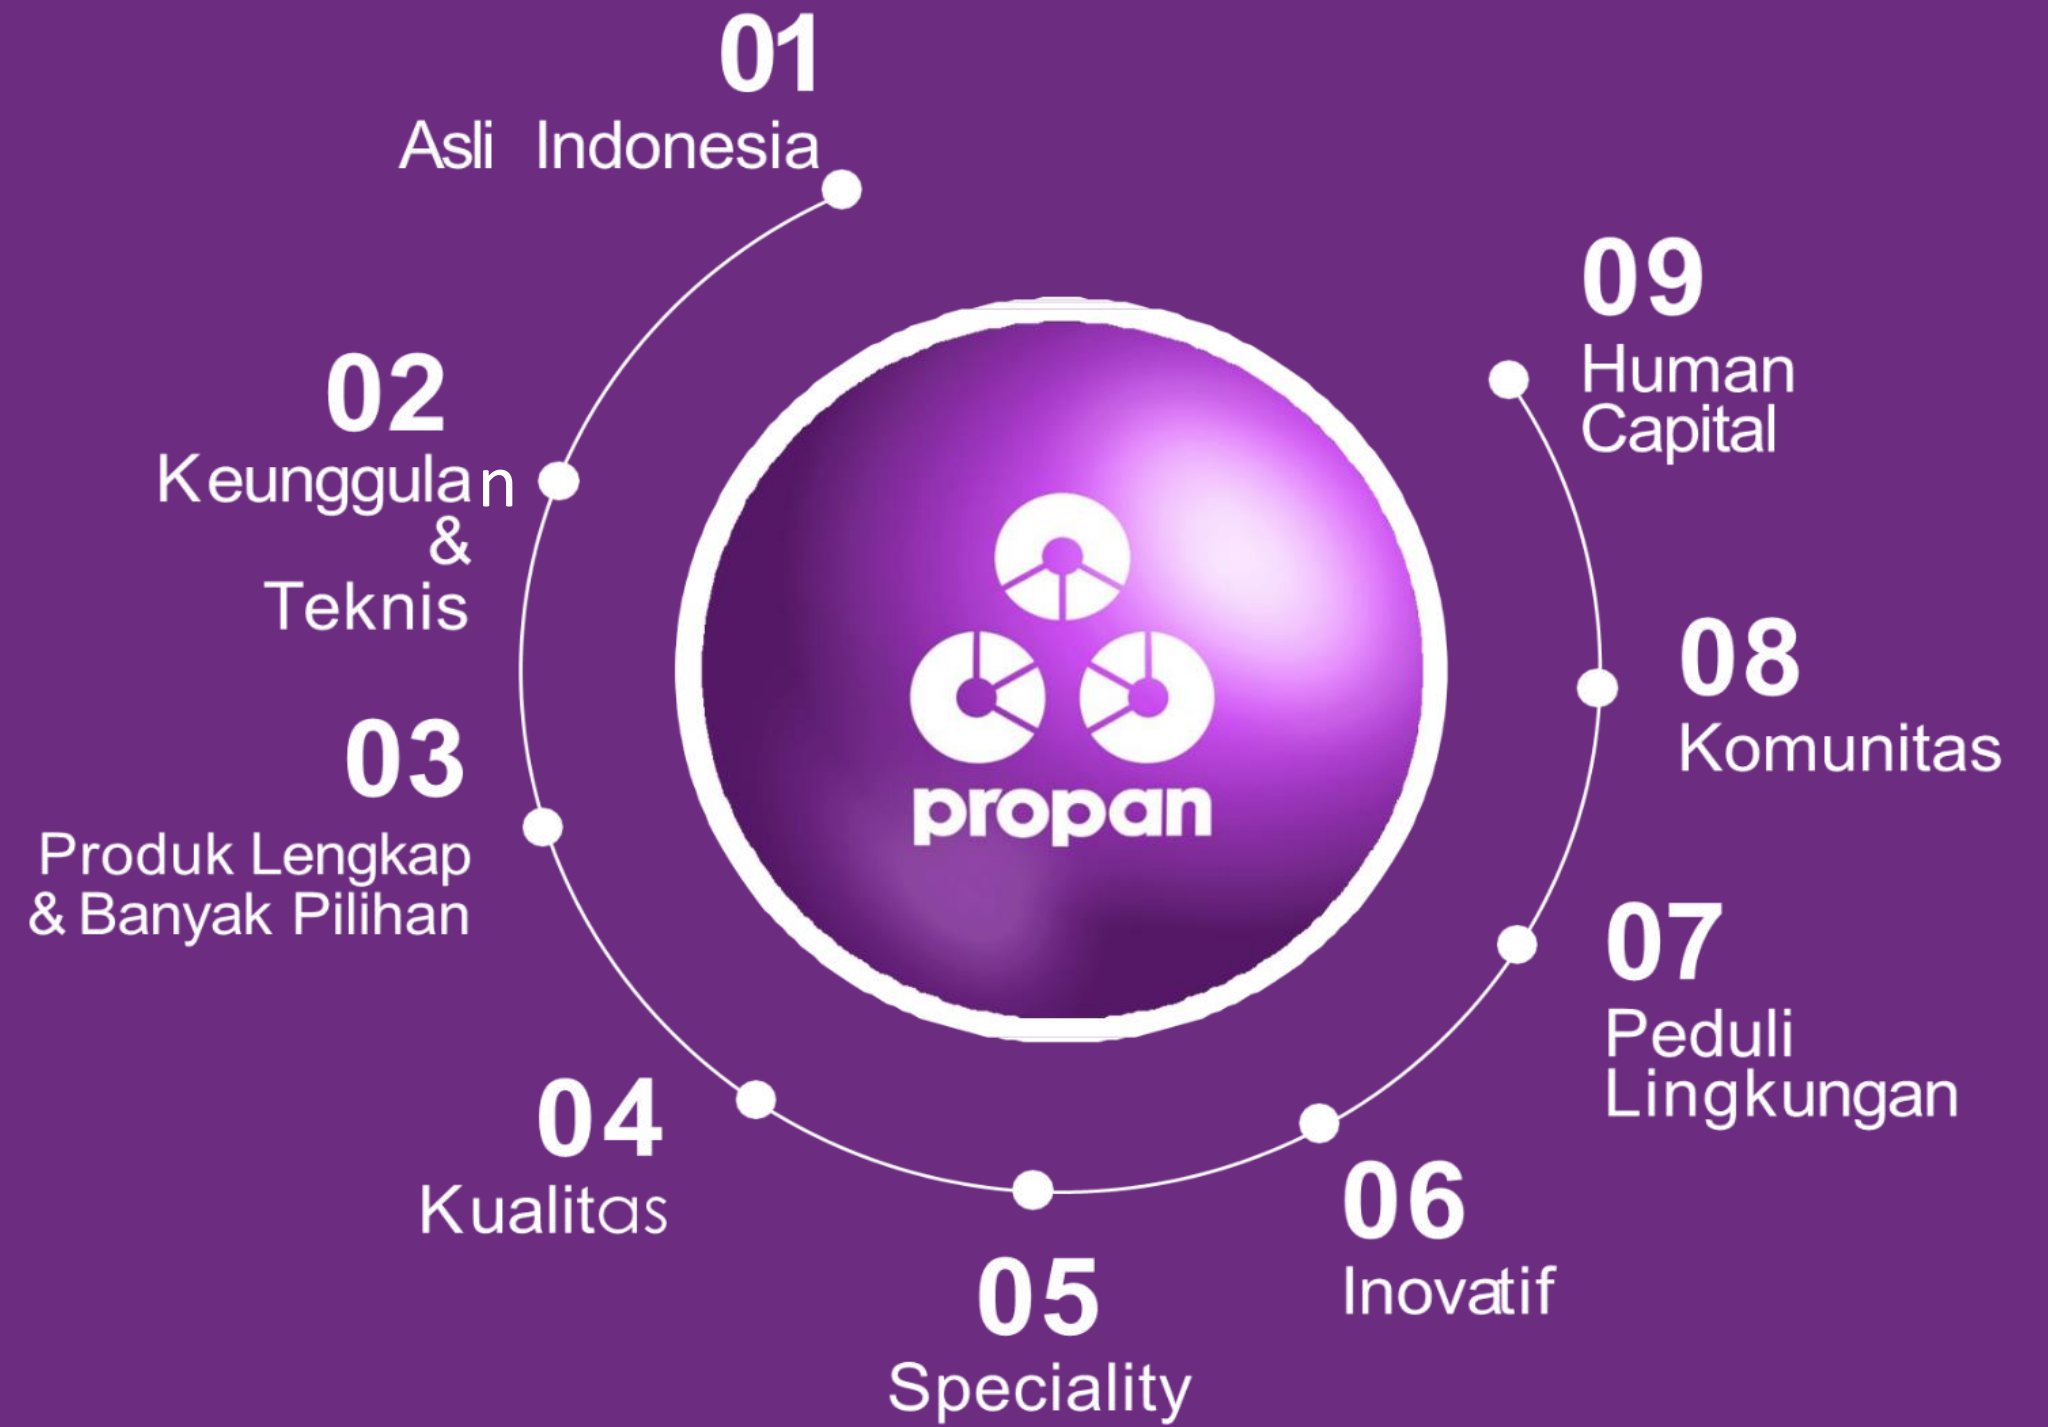 01
Asli Indonesia
02
Keunggulan
&
Teknis
03
Produk Lengkap
& Banyak Pilihan
04
Kualitas
05
Speciality
06
Inovatif
07
Peduli
Lingkungan
08
Komunitas
09
Human
Capital
propan